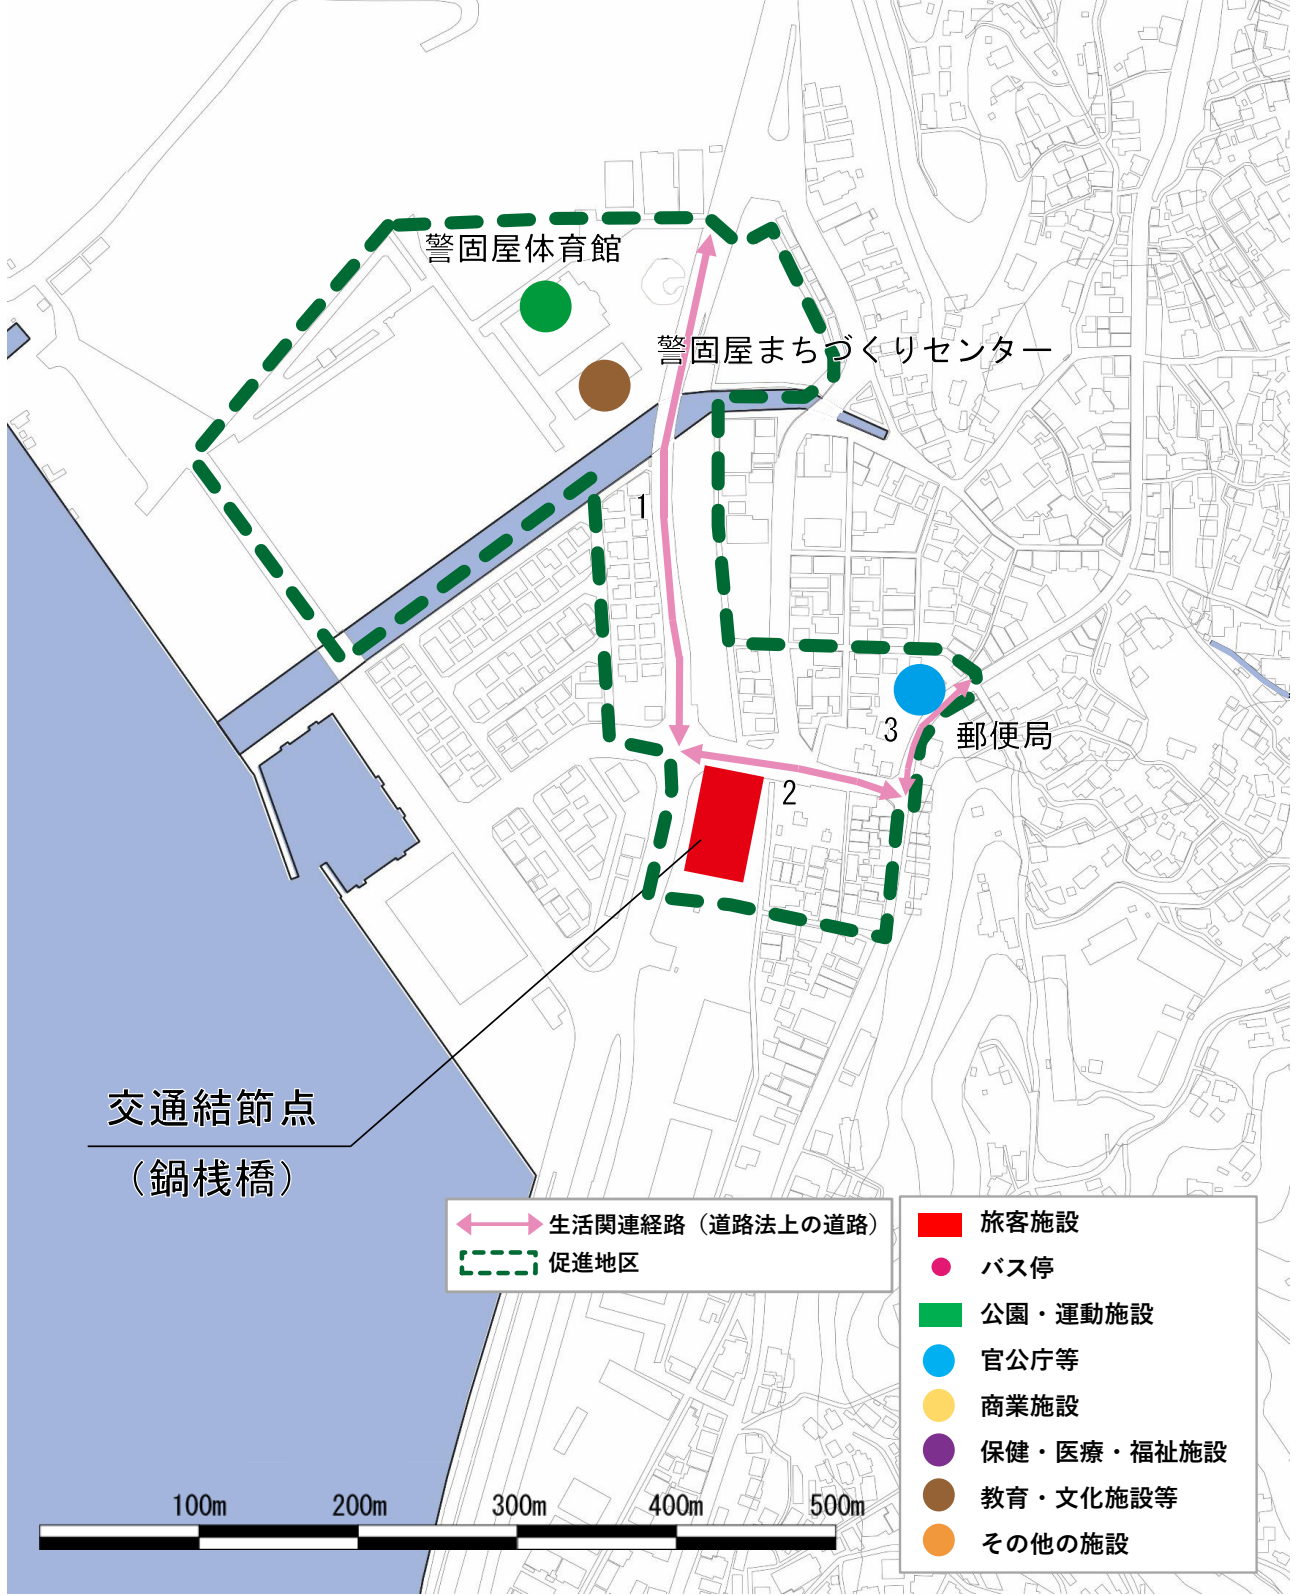 警固屋体育館
警固屋まちづくりセンター
1
3
郵便局
2
交通結節点
（鍋桟橋）
生活関連経路（道路法上の道路）
促進地区
旅客施設
バス停
公園・運動施設
官公庁等
商業施設
保健・医療・福祉施設
教育・文化施設等
その他の施設
100m 200m 300m 400m 500m